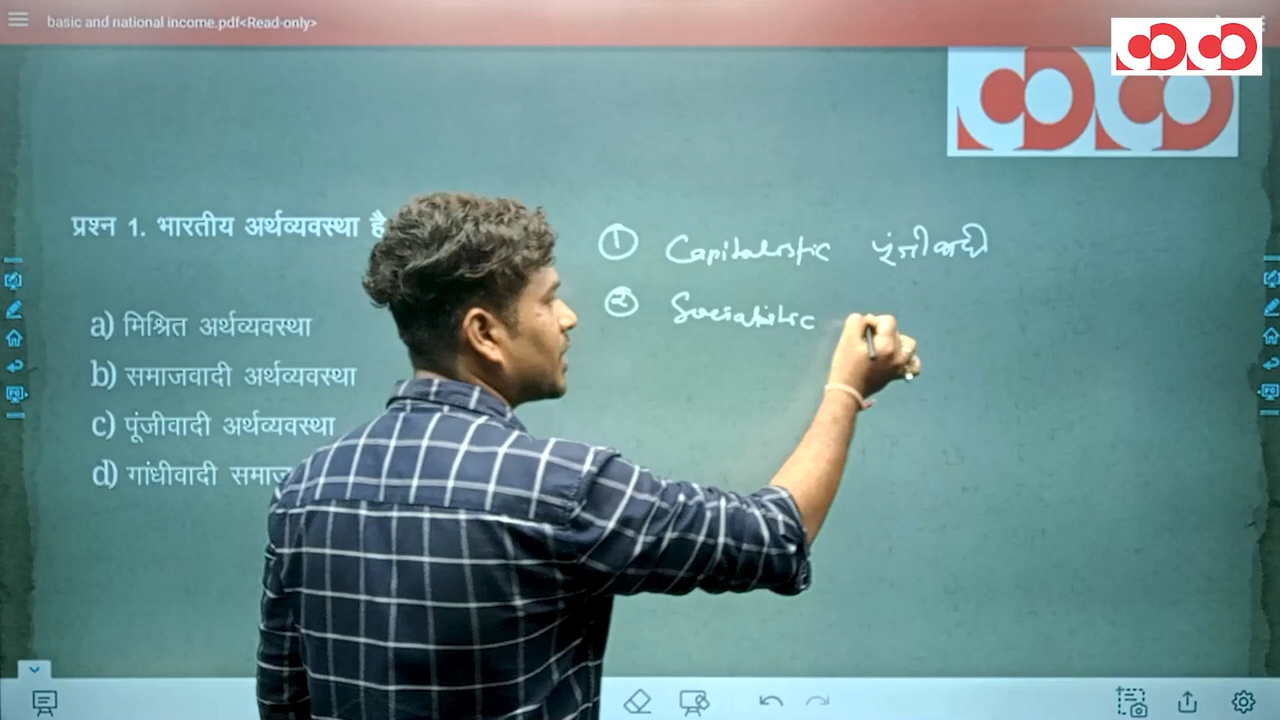 basic and national income.pdf<Read-only>
प्रश्न 1. भारतीय अर्थव्यवस्था है
a) मिश्रित अर्थव्यवस्था
b) समाजवादी अर्थव्यवस्था
c) पूंजीवादी अर्थव्यवस्था
d) गांधीवादी समाज
① Capitalistic पूंजीवादी
② Socialistic